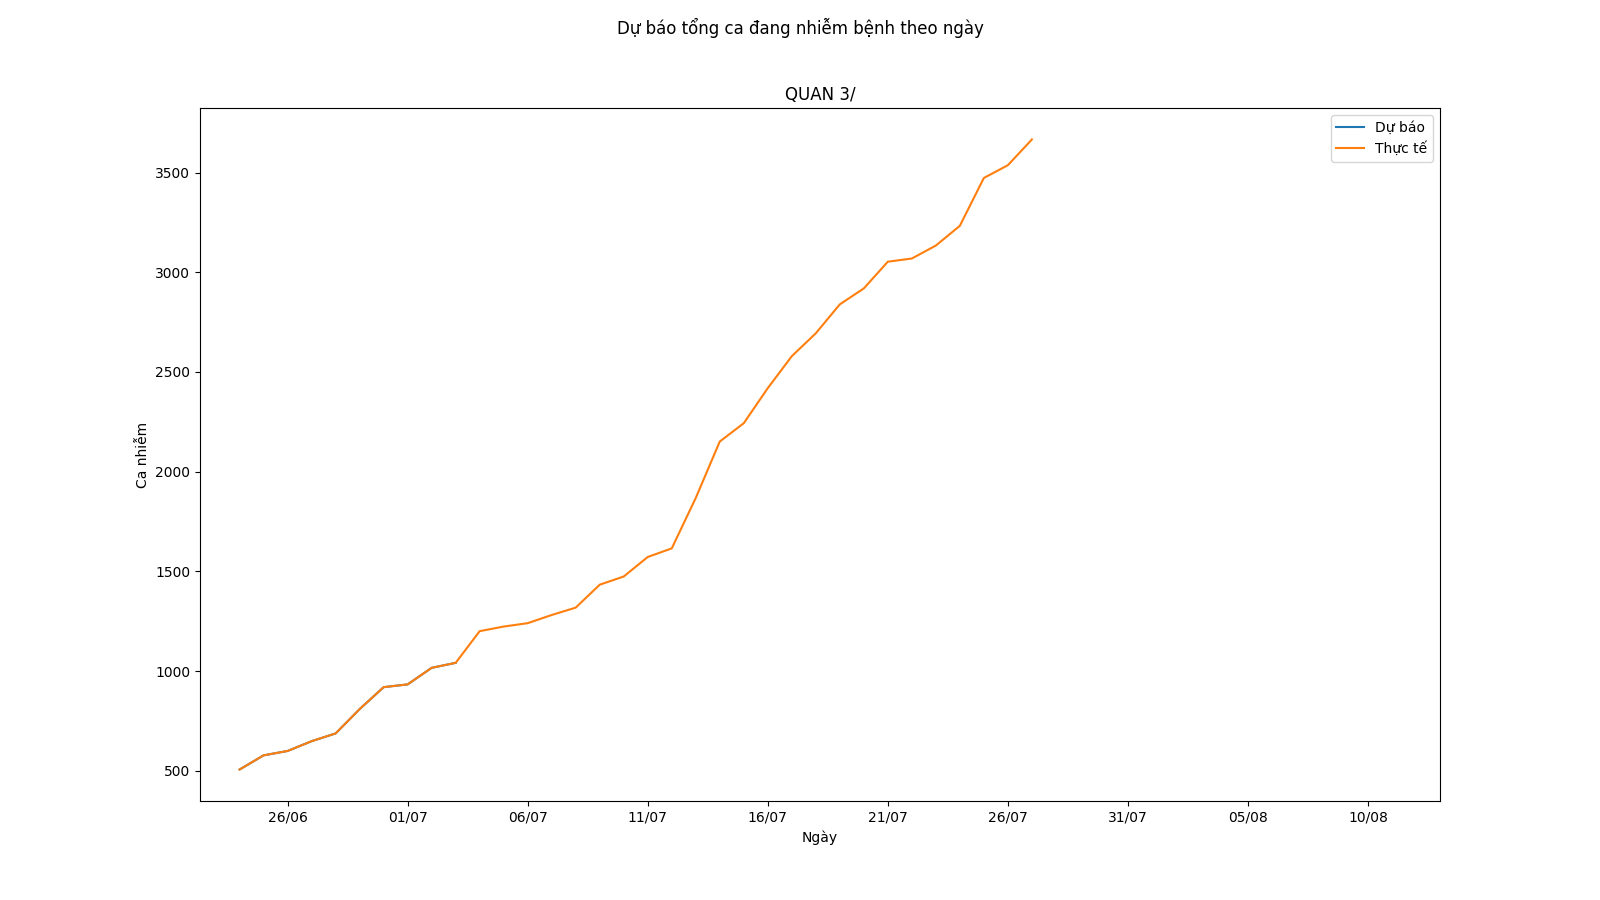 Dự báo tổng ca đang nhiễm bệnh theo ngày
QUAN 3/
Dự báo
Thực tế
3500
3000
2500
2000
1500
1000
500
Ca nhiễm
26/06 01/07 06/07 11/07 16/07 21/07 26/07 31/07 05/08 10/08
Ngày